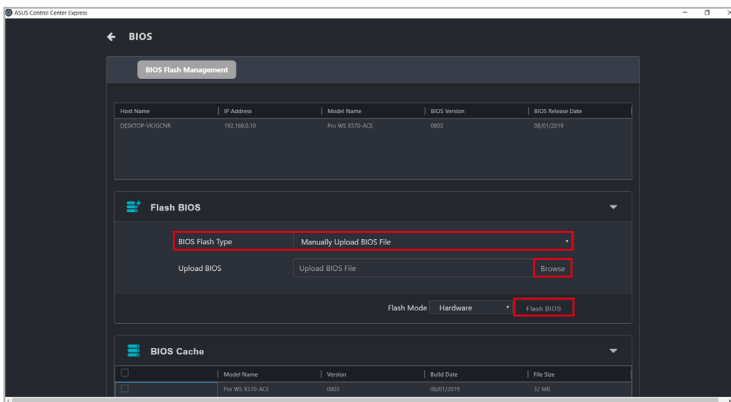 ASUS Control Center Express
BIOS
BIOS Flash Management
Host Name IP Address Model Name BIOS Version BIOS Release Date
192.168.0.10 Pro WS X570-ACE 0803 08/01/2019
Flash BIOS
BIOS Flash Type Manually Upload BIOS File
Upload BIOS Upload BIOS File Browse
Flash Mode Hardware Flash BIOS
BIOS Cache
Model Name Version Build Date File Size
Pro WS X570-ACE 0803 08/01/2019 32 MB